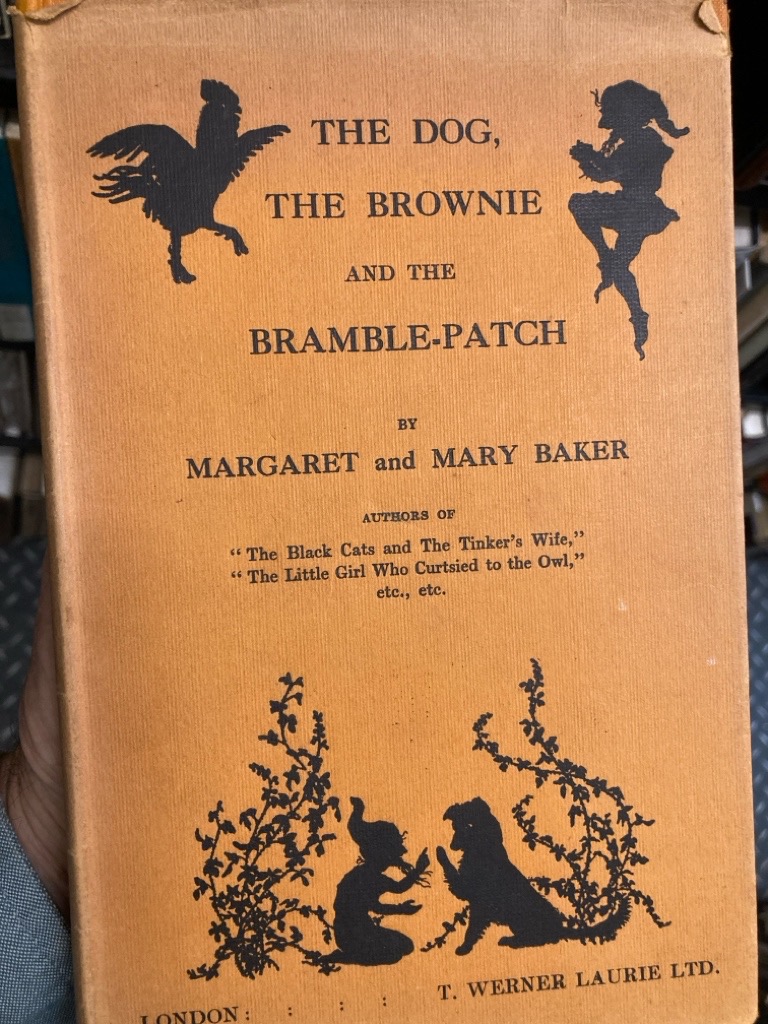 THE DOG,
THE BROWNIE
AND THE
BRAMBLE-PATCH
BY
MARGARET and MARY BAKER
AUTHORS OF
“The Black Cats and The Tinker’s Wife,”
“The Little Girl Who Curtsied to the Owl,”
etc., etc.
LONDON : : : : T. WERNER LAURIE LTD.